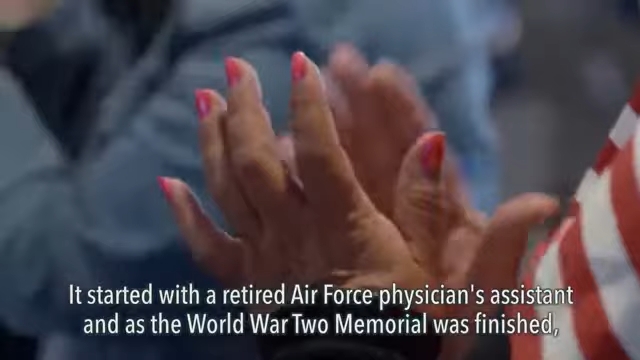 It started with a retired Air Force physician's assistant
and as the World War Two Memorial was finished,